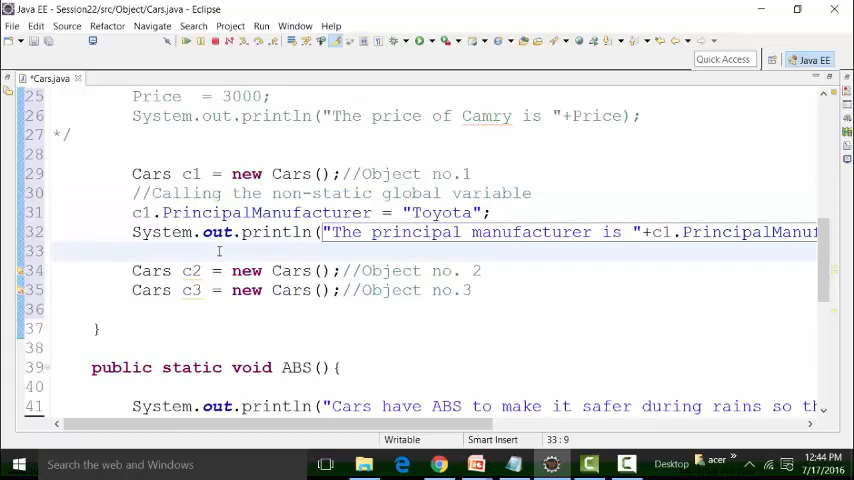 Java EE - Session22/src/Object/Cars.java - Eclipse
File Edit Source Refactor Navigate Search Project Run Window Help
Quick Access
Java EE
*Cars.java
25 Price = 3000;
26 System.out.println("The price of Camry is "+Price);
27 */
28
29 Cars c1 = new Cars();//Object no.1
30 //Calling the non-static global variable
31 c1.PrincipalManufacturer = "Toyota";
32 System.out.println("The principal manufacturer is "+c1.PrincipalManuf
33
34 Cars c2 = new Cars();//Object no. 2
35 Cars c3 = new Cars();//Object no.3
36
37 }
38
39 public static void ABS(){
40
41 System.out.println("Cars have ABS to make it safer during rains so th
Writable Smart Insert 33 : 9
Search the web and Windows
Desktop
acer
12:44 PM
7/17/2016